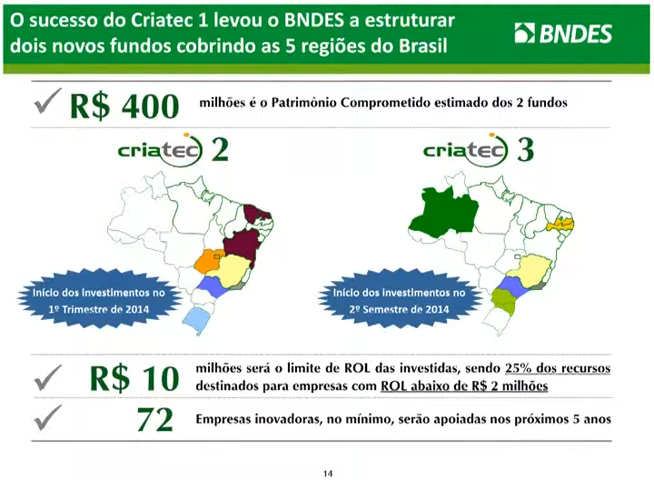 O sucesso do Criatec 1 levou o BNDES a estruturar
dois novos fundos cobrindo as 5 regiões do Brasil
BNDES
R$ 400 milhões é o Patrimônio Comprometido estimado dos 2 fundos
criatec 2
criatec 3
Início dos investimentos no
1º Trimestre de 2014
Início dos investimentos no
2º Semestre de 2014
R$ 10 milhões será o limite de ROL das investidas, sendo 25% dos recursos
destinados para empresas com ROL abaixo de R$ 2 milhões
72 Empresas inovadoras, no mínimo, serão apoiadas nos próximos 5 anos
14